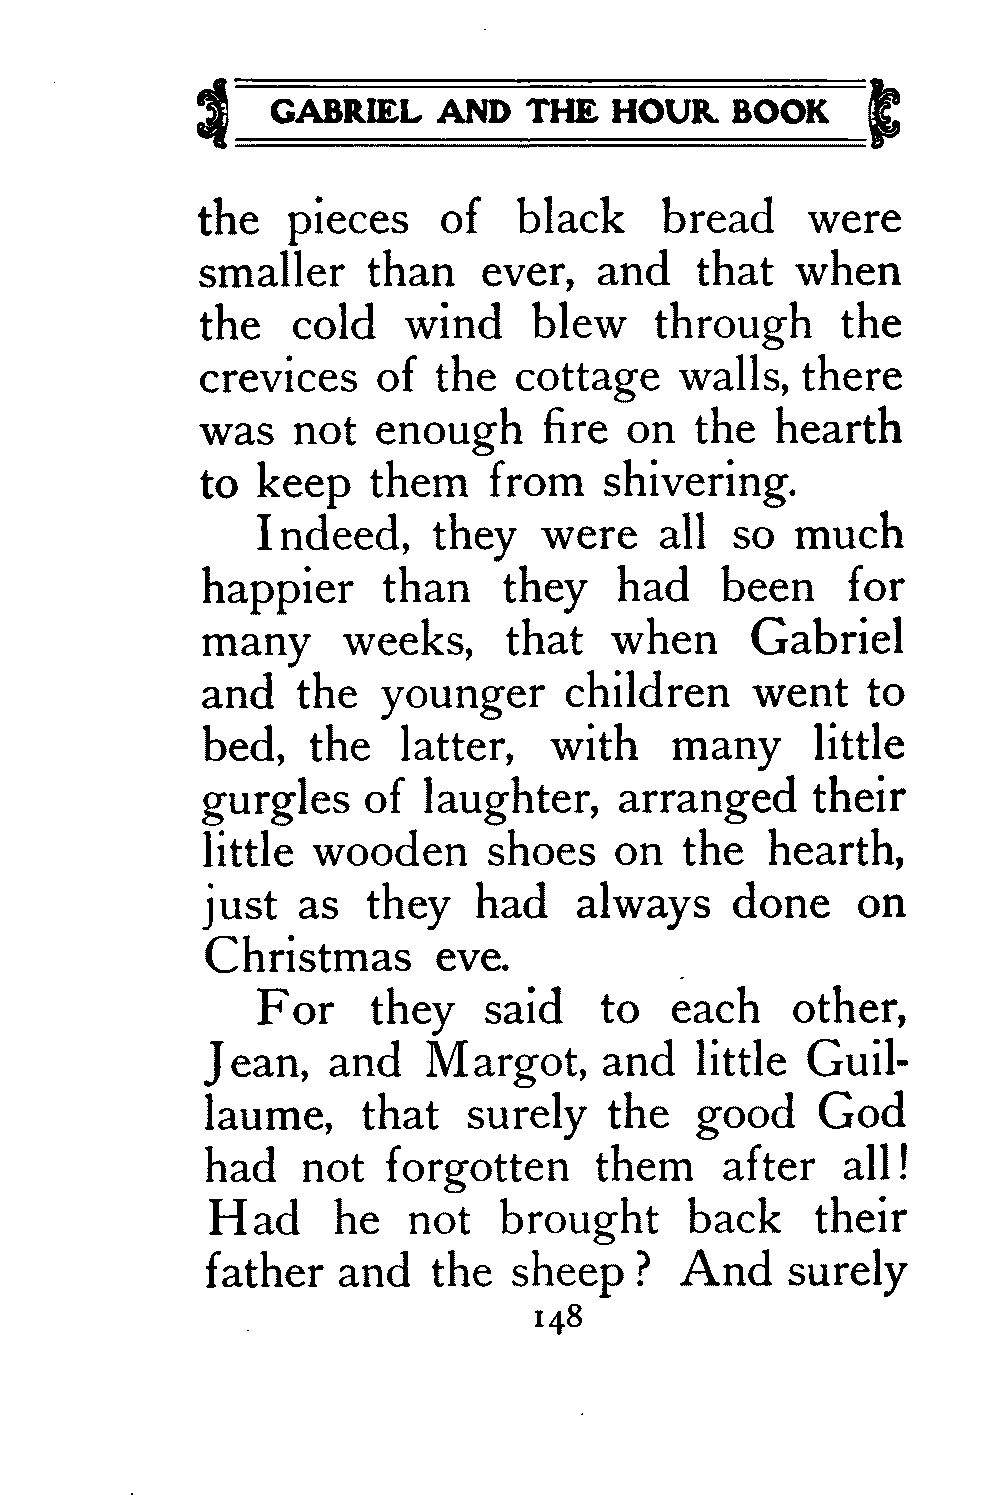 GABRIEL AND THE HOUR BOOK
the pieces of black bread were
smaller than ever, and that when
the cold wind blew through the
crevices of the cottage walls, there
was not enough fire on the hearth
to keep them from shivering.
Indeed, they were all so much
happier than they had been for
many weeks, that when Gabriel
and the younger children went to
bed, the latter, with many little
gurgles of laughter, arranged their
little wooden shoes on the hearth,
just as they had always done on
Christmas eve.
For they said to each other,
Jean, and Margot, and little Guil-
laume, that surely the good God
had not forgotten them after all!
Had he not brought back their
father and the sheep? And surely
148